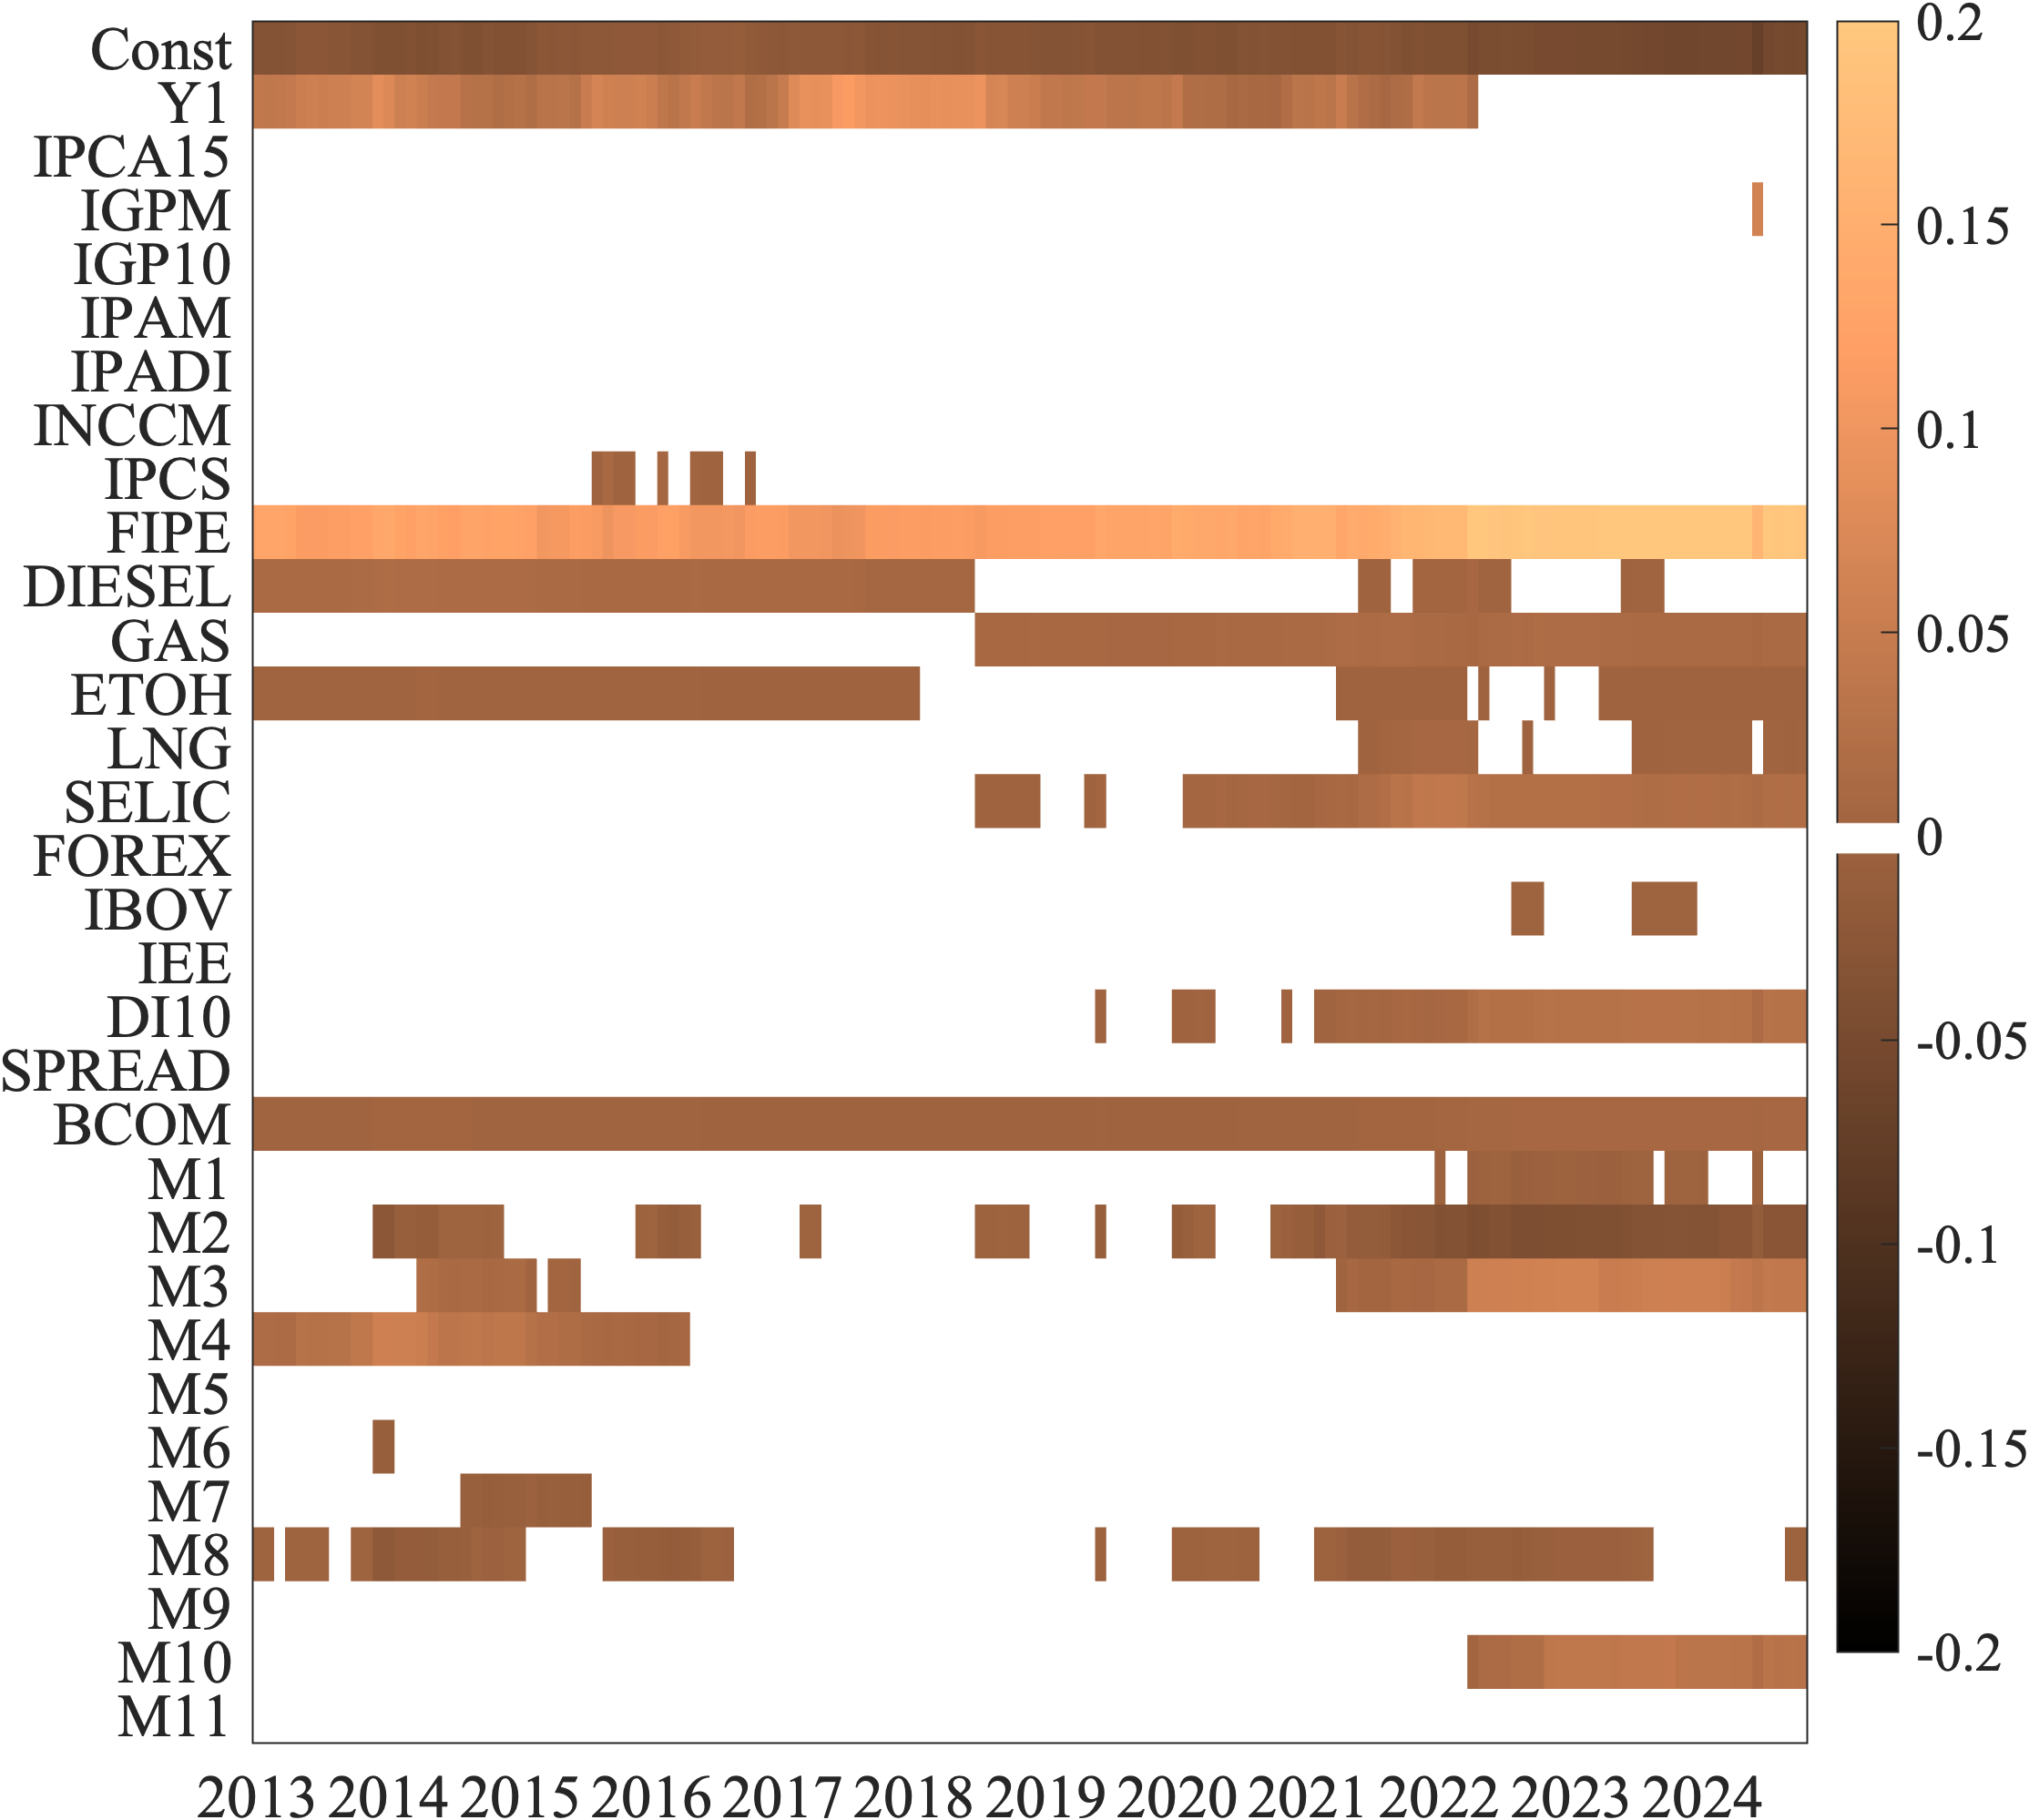 Const
Y1
IPCA15
IGPM
IGP10
IPAM
IPADI
INCCM
IPCS
FIPE
DIESEL
GAS
ETOH
LNG
SELIC
FOREX
IBOV
IEE
DI10
SPREAD
BCOM
M1
M2
M3
M4
M5
M6
M7
M8
M9
M10
M11
2013 2014 2015 2016 2017 2018 2019 2020 2021 2022 2023 2024
0.2
0.15
0.1
0.05
0
-0.05
-0.1
-0.15
-0.2